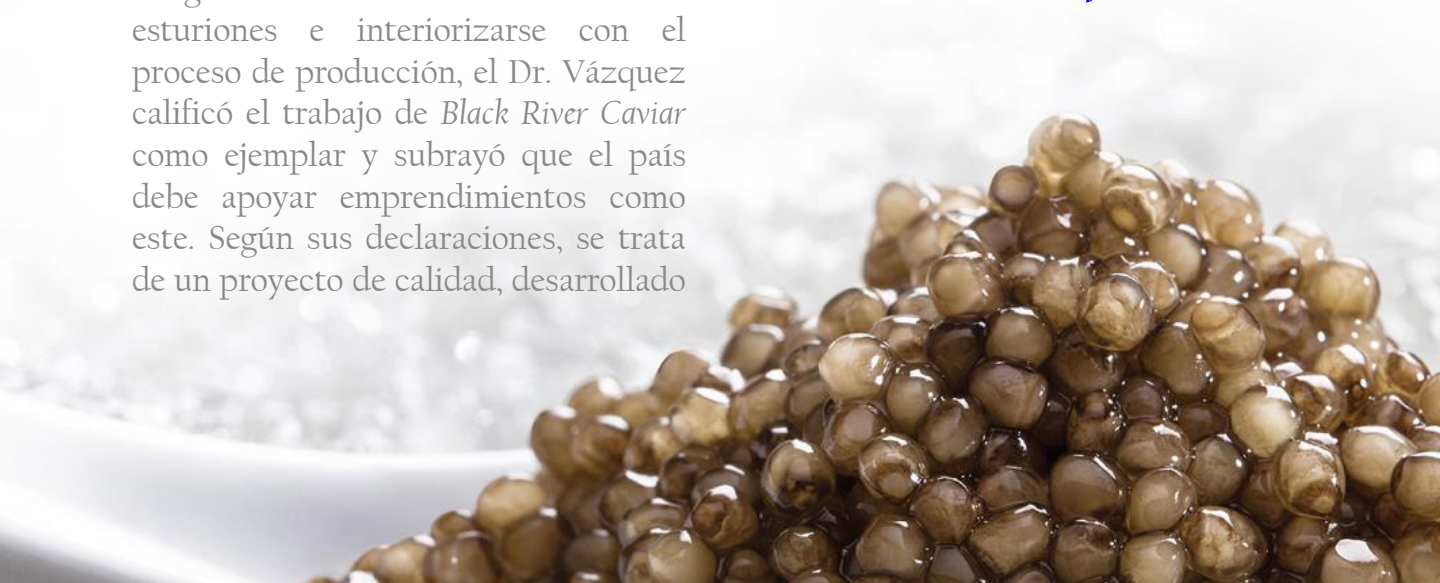 esturiones e interiorizarse con el
proceso de producción, el Dr. Vázquez
calificó el trabajo de Black River Caviar
como ejemplar y subrayó que el país
debe apoyar emprendimientos como
este. Según sus declaraciones, se trata
de un proyecto de calidad, desarrollado